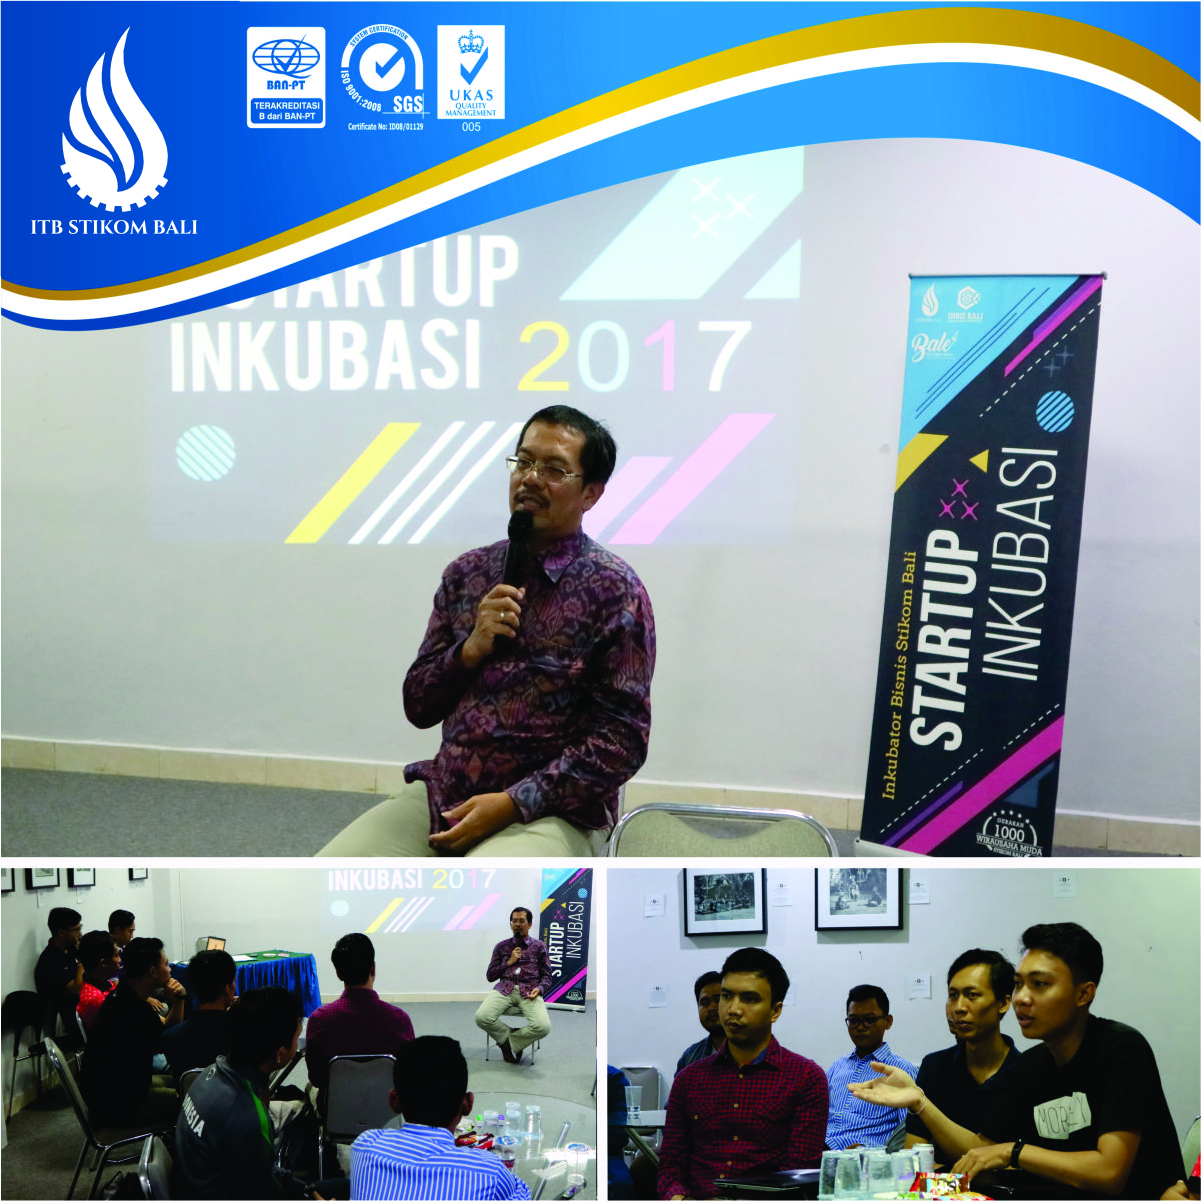 ITB STIKOM BALI
BAN-PT
TERAKREDITASI
B dari BAN-PT
SYSTEM CERTIFICATION
ISO 9001:2008
SGS
Certificate No: ID08/01129
UKAS
QUALITY
MANAGEMENT
005
STARTUP
INKUBASI 2017
INBIS BALI
Bale
Inkubator Bisnis Stikom Bali
STARTUP
INKUBASI
GERAKAN
1000
WIRAUSAHA MUDA
STIKOM BALI
INKUBASI 2017
STARTUP
INKUBASI
1000